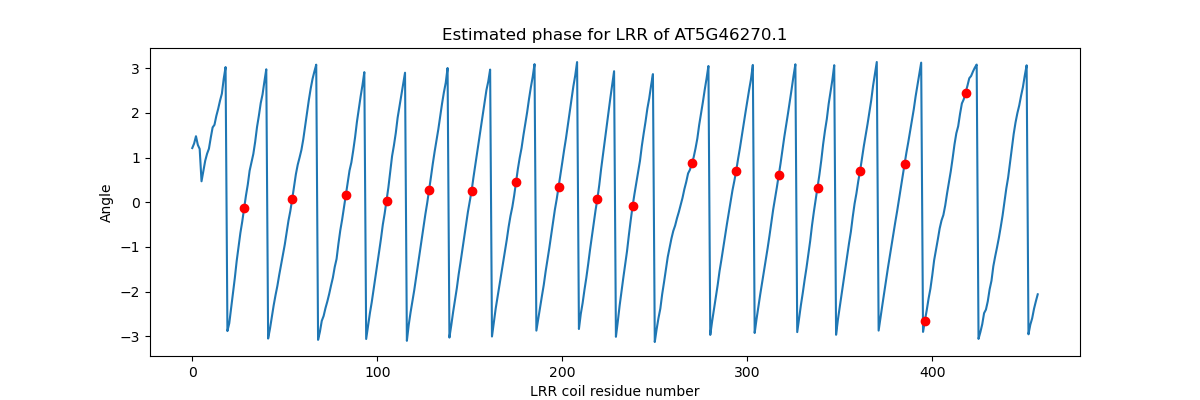 Estimated phase for LRR of AT5G46270.1
3
2
1
0
−1
−2
−3
Angle
0 100 200 300 400
LRR coil residue number